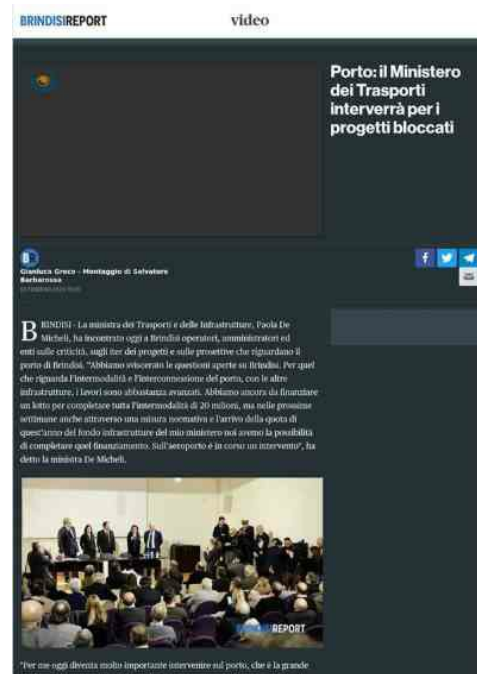 BRINDISIREPORT
video
Porto: il Ministero
dei Trasporti
interverrà per i
progetti bloccati
Gianluca Greco - Montaggio di Salvatore
Barbarossa
BRINDISI - La ministra dei Trasporti e delle Infrastrutture, Paola De
Micheli, ha incontrato oggi a Brindisi operatori, amministratori ed
enti sulle criticità, sugli iter dei progetti e sulle prospettive che riguardano il
porto di Brindisi. "Abbiamo sviscerato le questioni aperte su Brindisi. Per quel
che riguarda l'intermodalità e l'interconnessione del porto, con le altre
infrastrutture, i lavori sono abbastanza avanzati. Abbiamo ancora da finanziare
un lotto per completare tutta l'intermodalità di 20 milioni, ma nelle prossime
settimane anche attraverso una misura normativa e l'arrivo della quota di
quest'anno del fondo infrastrutture del mio ministero noi avremo la possibilità
di completare quel finanziamento. Sull'aeroporto è in corso un intervento", ha
detto la ministra De Micheli.
BRINDISIREPORT
"Per me oggi diventa molto importante intervenire sul porto, che è la grande